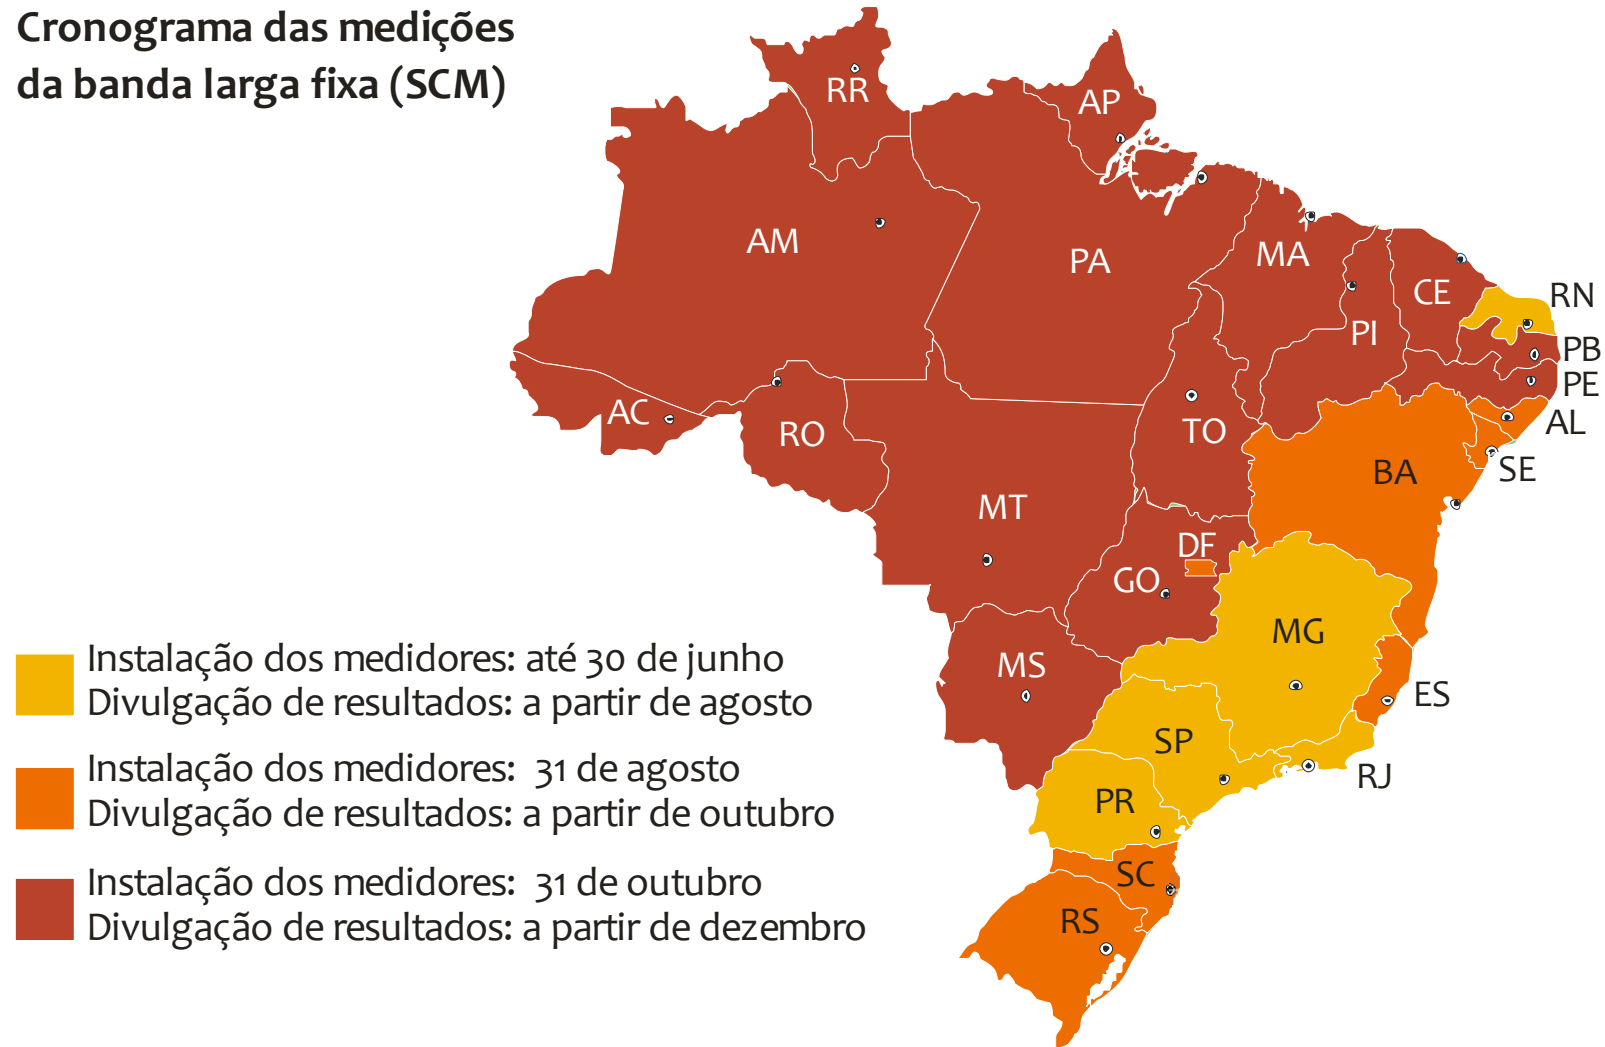 Cronograma das medições
da banda larga fixa (SCM)
RR
AP
AM
PA
MA
CE
RN
PI
PB
PE
AC
RO
TO
AL
BA
SE
MT
DF
GO
MG
MS
ES
SP
RJ
PR
SC
RS
Instalação dos medidores: até 30 de junho
Divulgação de resultados: a partir de agosto
Instalação dos medidores: 31 de agosto
Divulgação de resultados: a partir de outubro
Instalação dos medidores: 31 de outubro
Divulgação de resultados: a partir de dezembro